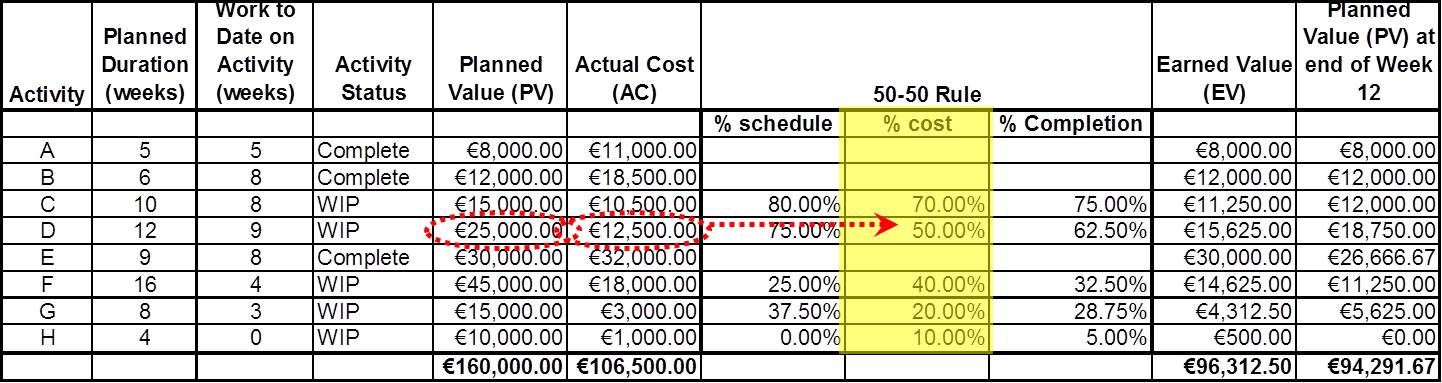 Activity Planned Duration (weeks) Work to Date on Activity (weeks) Activity Status Planned Value (PV) Actual Cost (AC) 50-50 Rule Earned Value (EV) Planned Value (PV) at end of Week 12
% schedule % cost % Completion
A 5 5 Complete €8,000.00 €11,000.00 €8,000.00 €8,000.00
B 6 8 Complete €12,000.00 €18,500.00 €12,000.00 €12,000.00
C 10 8 WIP €15,000.00 €10,500.00 80.00% 70.00% 75.00% €11,250.00 €12,000.00
D 12 9 WIP €25,000.00 €12,500.00 75.00% 50.00% 62.50% €15,625.00 €18,750.00
E 9 8 Complete €30,000.00 €32,000.00 €30,000.00 €26,666.67
F 16 4 WIP €45,000.00 €18,000.00 25.00% 40.00% 32.50% €14,625.00 €11,250.00
G 8 3 WIP €15,000.00 €3,000.00 37.50% 20.00% 28.75% €4,312.50 €5,625.00
H 4 0 WIP €10,000.00 €1,000.00 0.00% 10.00% 5.00% €500.00 €0.00
€160,000.00 €106,500.00 €96,312.50 €94,291.67